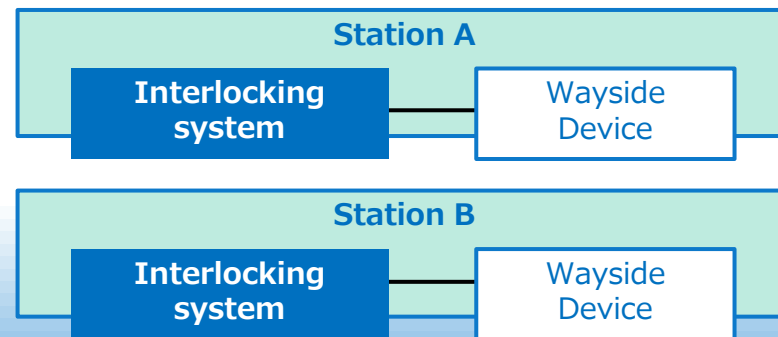 Station A
Interlocking
system
Wayside
Device
Station B
Interlocking
system
Wayside
Device